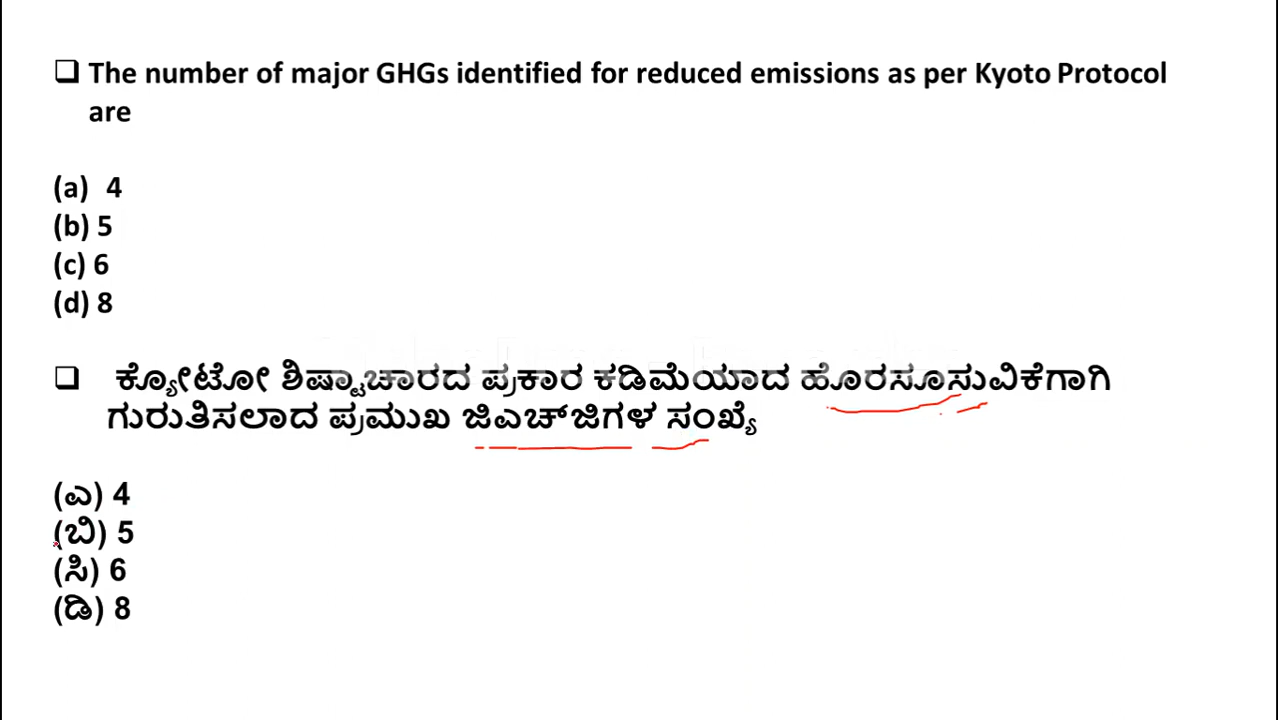 The number of major GHGs identified for reduced emissions as per Kyoto Protocol
are
(a) 4
(b) 5
(c) 6
(d) 8
ಕ್ಯೋಟೋ ಶಿಷ್ಟಾಚಾರದ ಪ್ರಕಾರ ಕಡಿಮೆಯಾದ ಹೊರಸೂಸುವಿಕೆಗಾಗಿ
ಗುರುತಿಸಲಾದ ಪ್ರಮುಖ ಜಿಎಚ್‌ಜಿಗಳ ಸಂಖ್ಯೆ
(ಎ) 4
(ಬಿ) 5
(ಸಿ) 6
(ಡಿ) 8